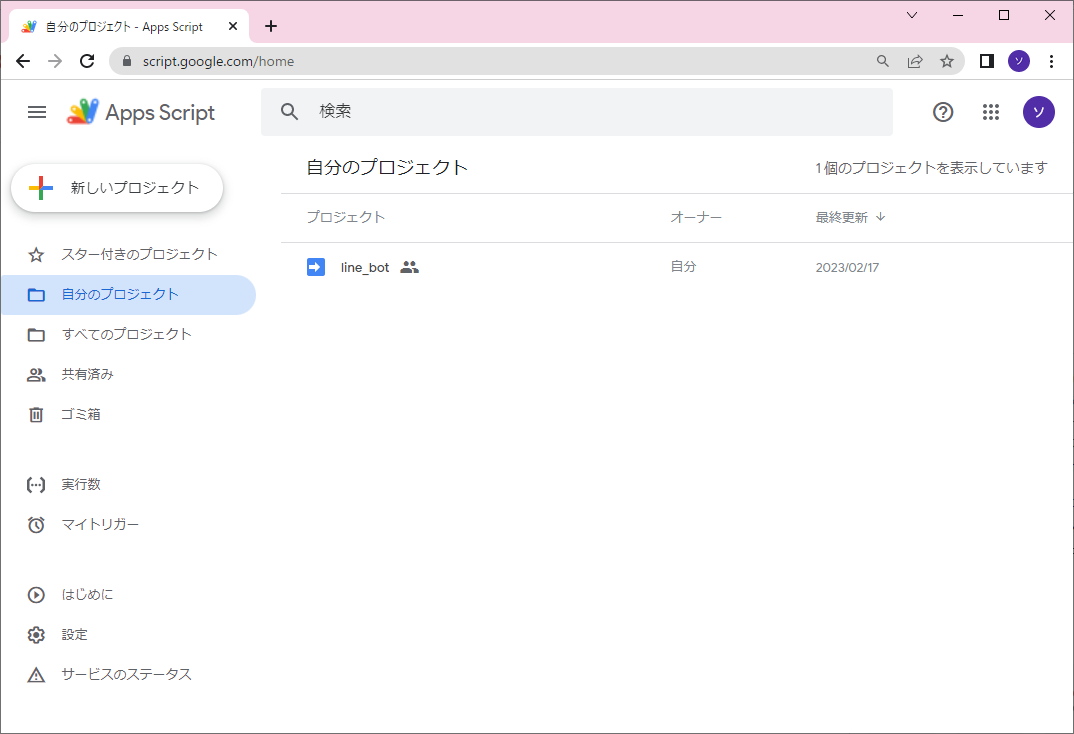 自分のプロジェクト - Apps Script
script.google.com/home
ソ
Apps Script
検索
ソ
新しいプロジェクト
自分のプロジェクト
1個のプロジェクトを表示しています
プロジェクト オーナー 最終更新
line_bot 自分 2023/02/17
スター付きのプロジェクト
自分のプロジェクト
すべてのプロジェクト
共有済み
ゴミ箱
実行数
マイトリガー
はじめに
設定
サービスのステータス